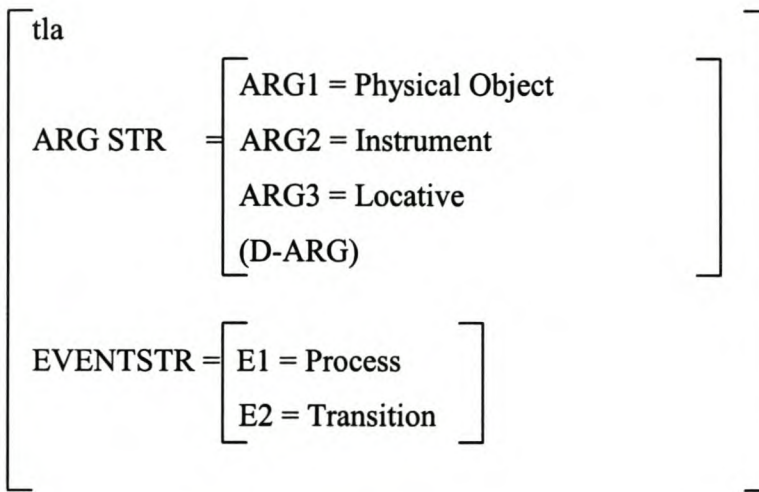 tla
ARG1 = Physical Object
ARG STR = ARG2 = Instrument
ARG3 = Locative
(D-ARG)
EVENTSTR = E1 = Process
E2 = Transition